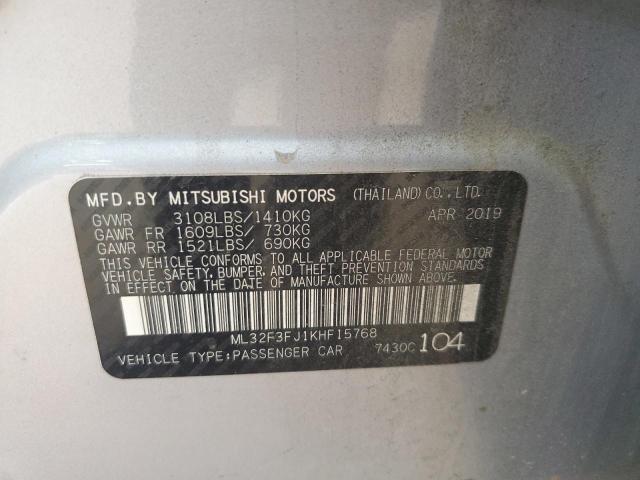 MFD.BY MITSUBISHI MOTORS (THAILAND)CO.,LTD.
GVWR 3108LBS/1410KG APR 2019
GAWR FR 1609LBS/ 730KG
GAWR RR 1521LBS/ 690KG
THIS VEHICLE CONFORMS TO ALL APPLICABLE FEDERAL MOTOR
VEHICLE SAFETY, BUMPER, AND THEFT PREVENTION STANDARDS
IN EFFECT ON THE DATE OF MANUFACTURE SHOWN ABOVE.
ML32F3FJ1KHF15768
VEHICLE TYPE:PASSENGER CAR 7430C 104